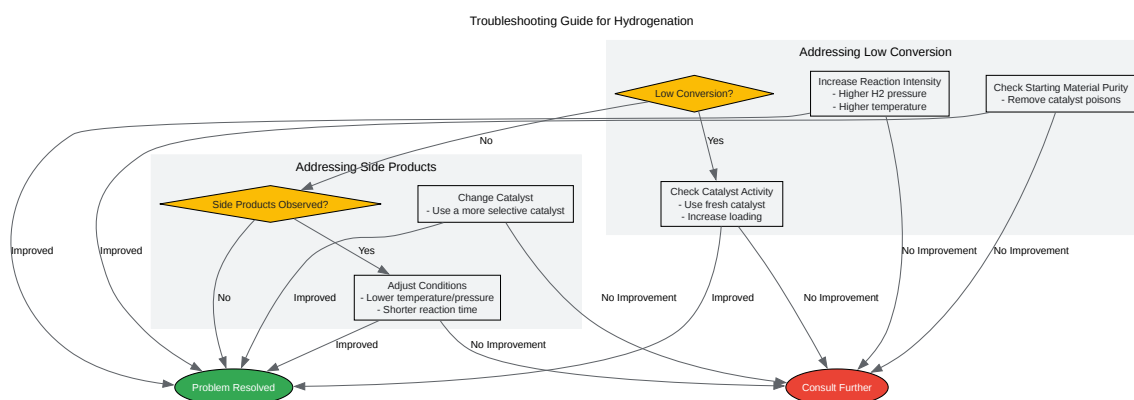 Troubleshooting Guide for Hydrogenation
Addressing Low Conversion
Low Conversion?
Increase Reaction Intensity
- Higher H2 pressure
- Higher temperature
Check Starting Material Purity
- Remove catalyst poisons
No
Yes
Addressing Side Products
Side Products Observed?
Change Catalyst
- Use a more selective catalyst
Check Catalyst Activity
- Use fresh catalyst
- Increase loading
Improved
Improved
Yes
No Improvement
No Improvement
Adjust Conditions
- Lower temperature/pressure
- Shorter reaction time
No
Improved
No Improvement
Improved
No Improvement
Improved
No Improvement
Problem Resolved
Consult Further